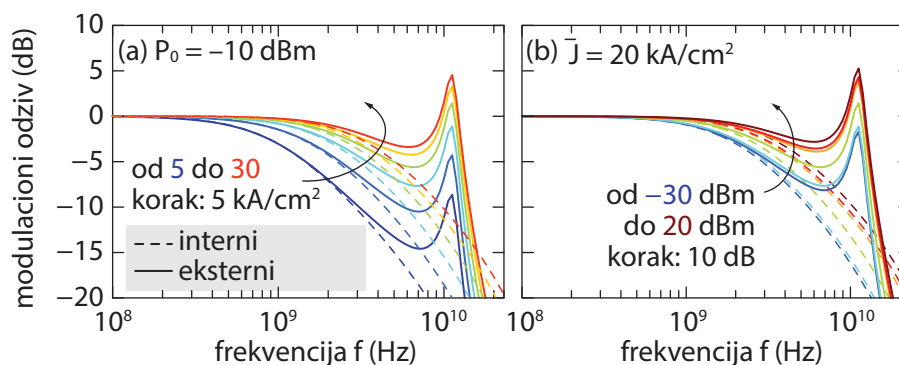 modulacioni odziv (dB)
10
5
0
−5
−10
−15
−20
(a) P₀ = −10 dBm
od 5 do 30
korak: 5 kA/cm²
interni
eksterni
10⁸
10⁹
10¹⁰
frekvencija f (Hz)
(b) J̄ = 20 kA/cm²
od −30 dBm
do 20 dBm
korak: 10 dB
10⁸
10⁹
10¹⁰
frekvencija f (Hz)